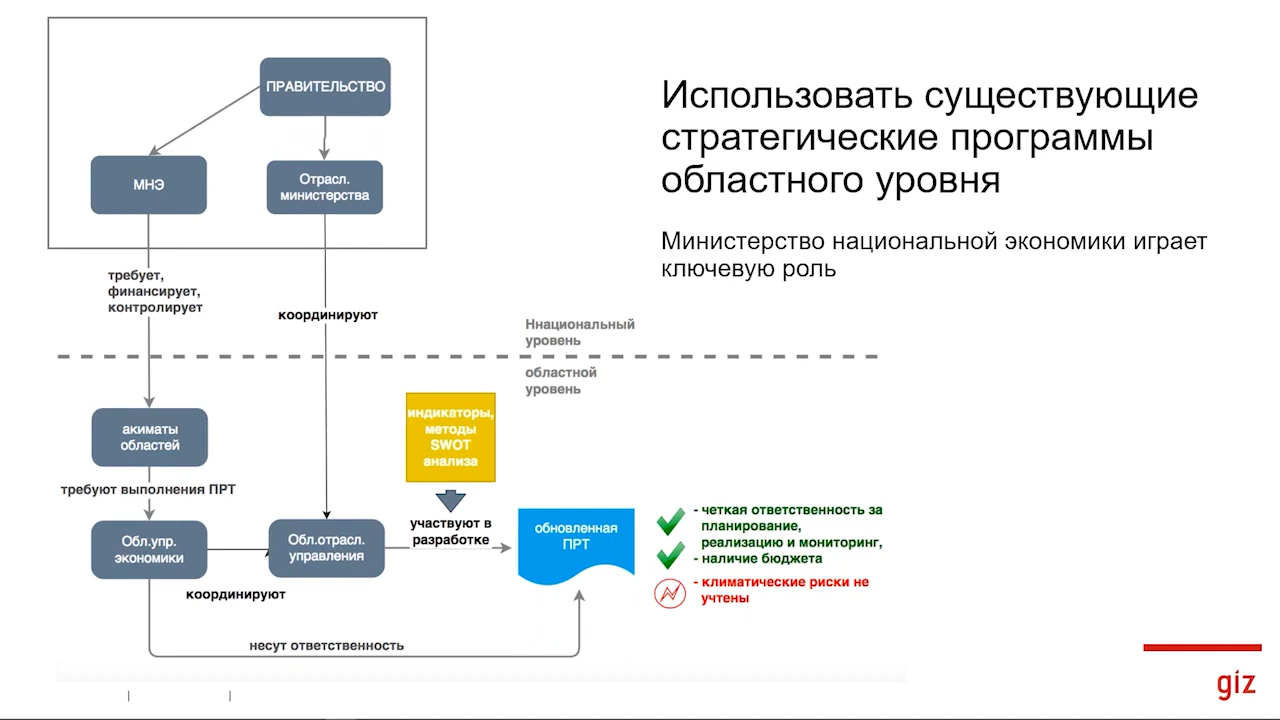 ПРАВИТЕЛЬСТВО
МНЭ
Отрасл.
министерства
требует,
финансирует,
контролирует
координируют
Ннациональный
уровень
областной
уровень
акиматы
областей
индикаторы,
методы
SWOT
анализа
требуют выполнения ПРТ
Обл.упр.
экономики
Обл.отрасл.
управления
участвуют в
разработке
обновленная
ПРТ
координируют
несут ответственность
- четкая ответственность за
планирование,
реализацию и мониторинг,
- наличие бюджета
- климатические риски не
учтены
Использовать существующие
стратегические программы
областного уровня
Министерство национальной экономики играет
ключевую роль
giz